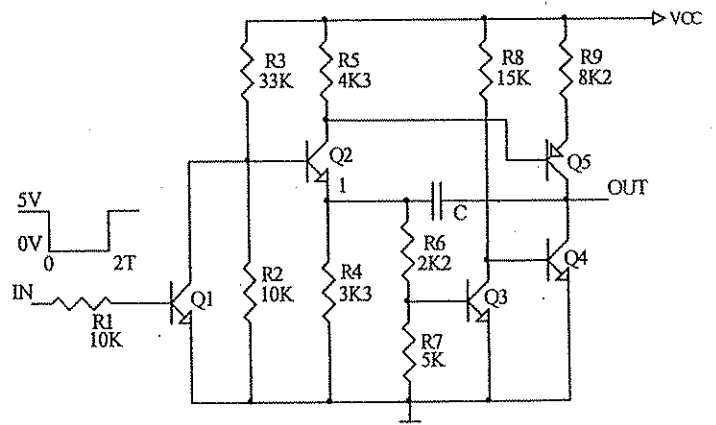 VCC
R3
33K
R5
4K3
R8
15K
R9
8K2
Q2
1
Q5
5V
0V
0
2T
C
OUT
R6
2K2
R2
10K
R4
3K3
Q4
IN
R1
10K
Q1
Q3
R7
5K